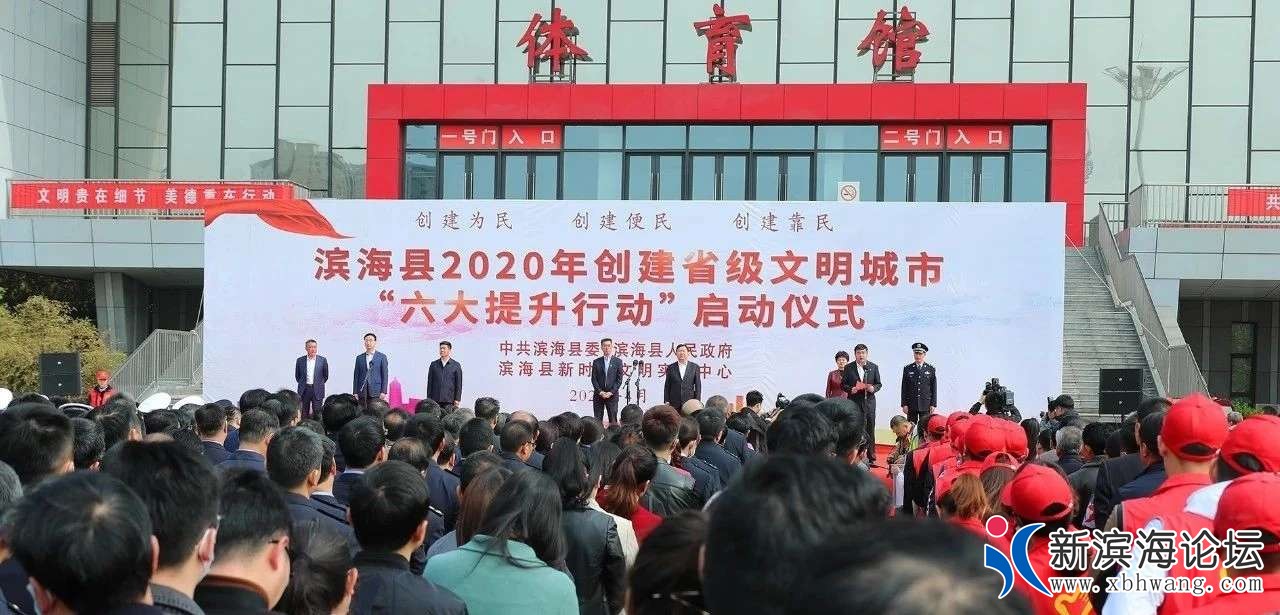 体育馆
一号门 入口
二号门 入口
文明贵在细节 美德重在行动
共
创建为民 创建便民 创建靠民
滨海县2020年创建省级文明城市
“六大提升行动”启动仪式
中共滨海县委 滨海县人民政府
滨海县新时 文明实 中心
202
新滨海论坛
www.xbhwang.com